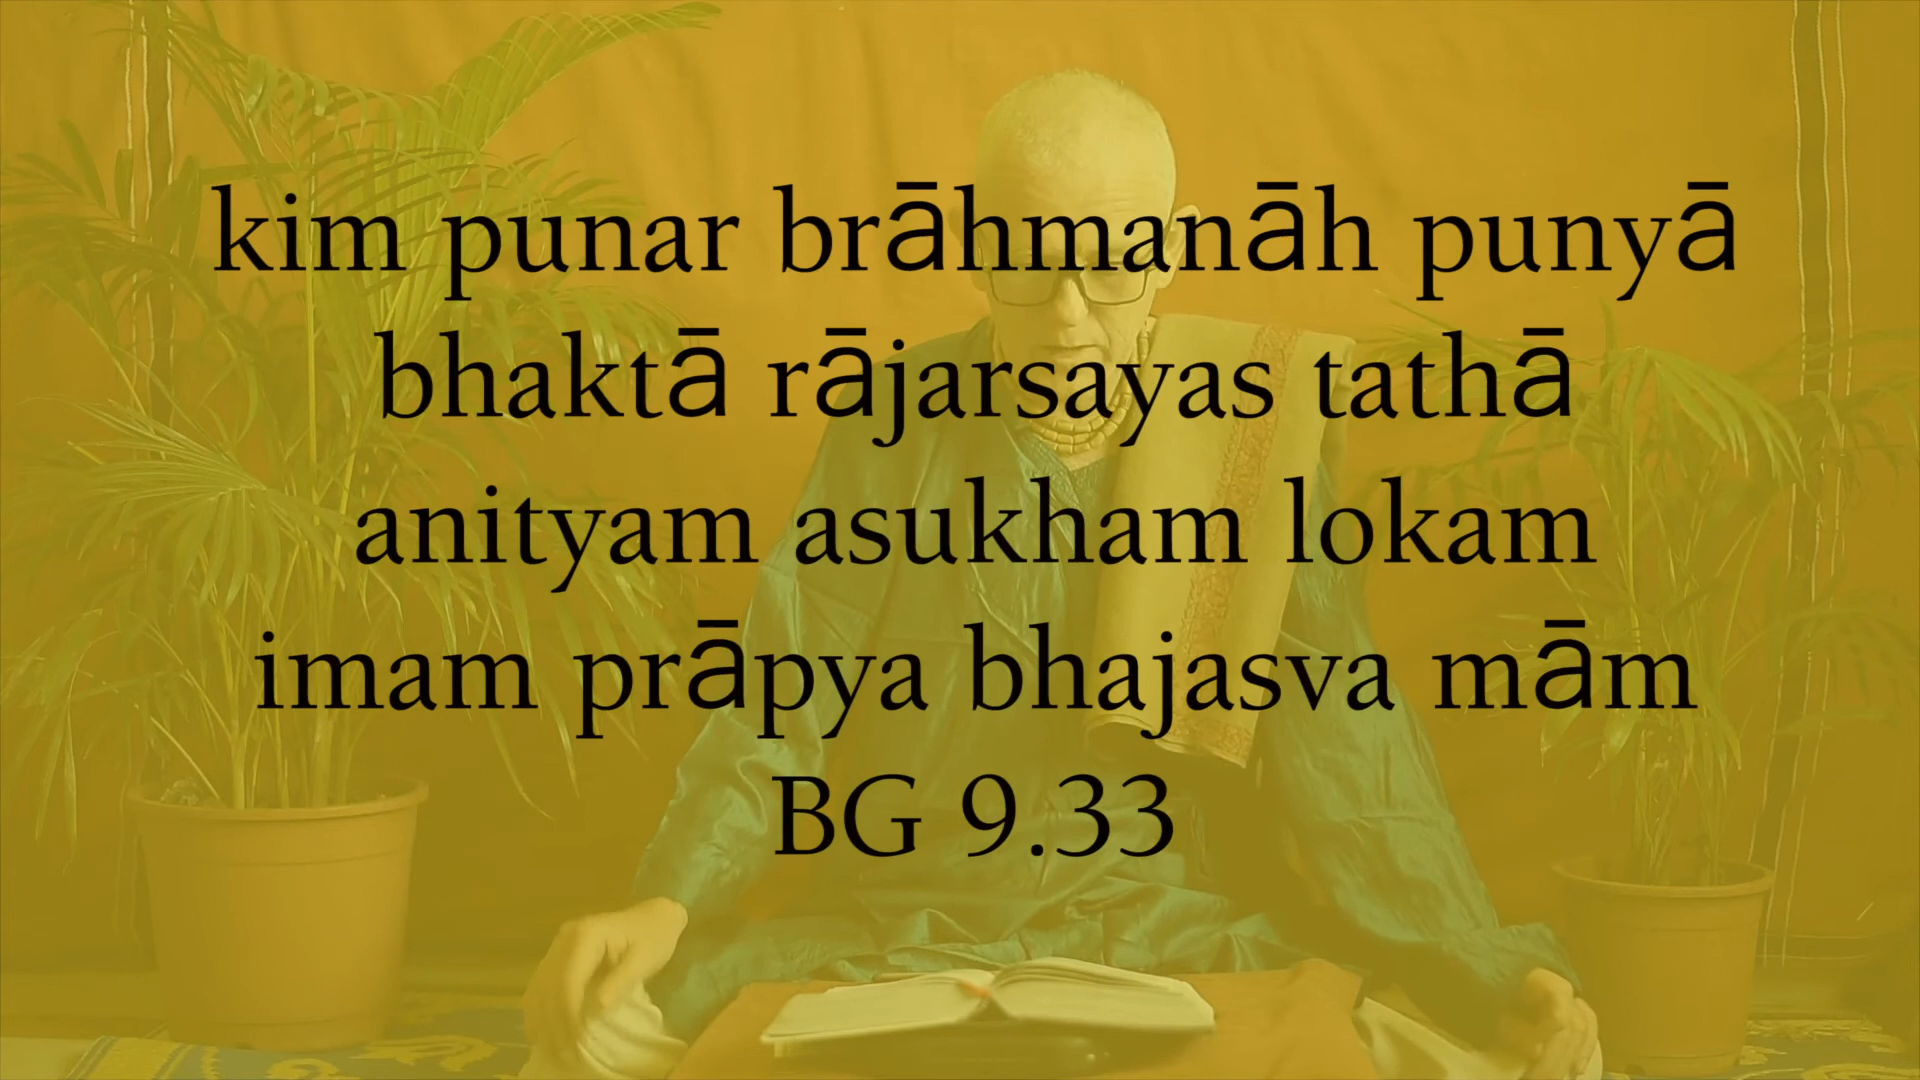 kim punar brāhmanāh punyā
bhaktā rājarsayas tathā
anityam asukham lokam
imam prāpya bhajasva mām
BG 9.33